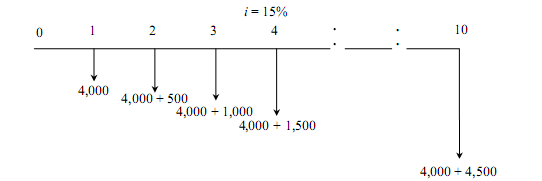 i = 15%
0 1 2 3 4 : : 10
4,000
4,000 + 500
4,000 + 1,000
4,000 + 1,500
4,000 + 4,500